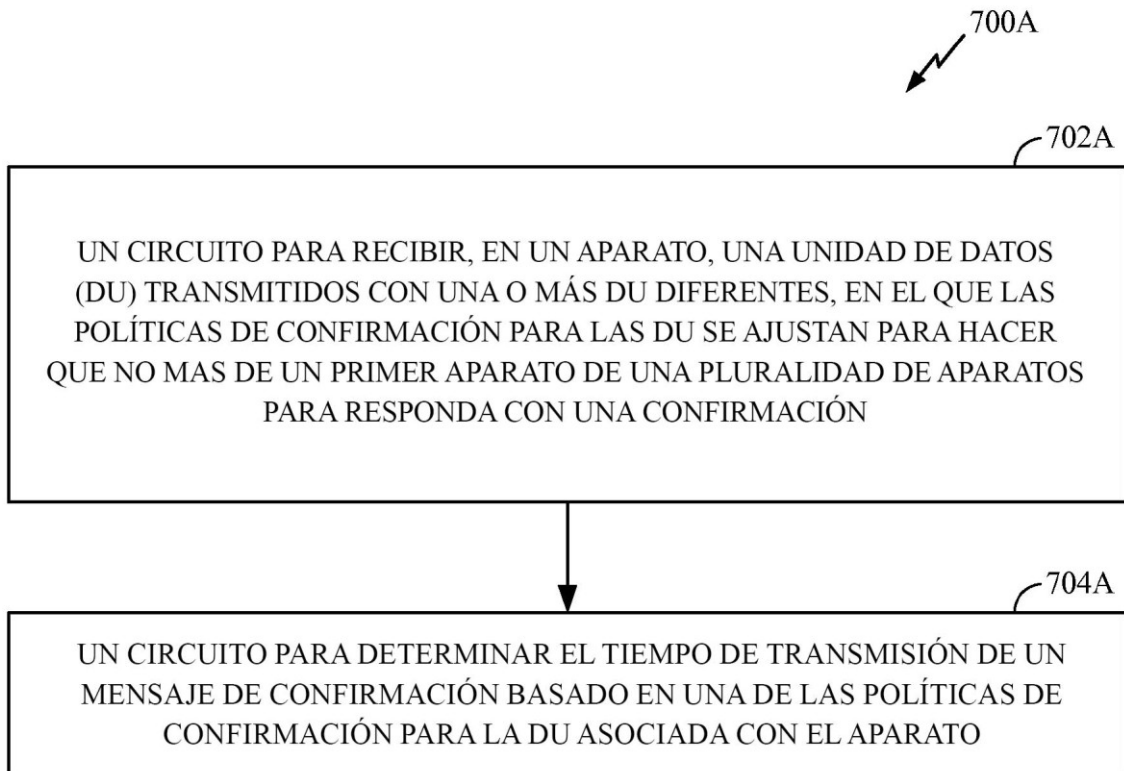 700A
702A
UN CIRCUITO PARA RECIBIR, EN UN APARATO, UNA UNIDAD DE DATOS
(DU) TRANSMITIDOS CON UNA O MÁS DU DIFERENTES, EN EL QUE LAS
POLÍTICAS DE CONFIRMACIÓN PARA LAS DU SE AJUSTAN PARA HACER
QUE NO MAS DE UN PRIMER APARATO DE UNA PLURALIDAD DE APARATOS
PARA RESPONDA CON UNA CONFIRMACIÓN
704A
UN CIRCUITO PARA DETERMINAR EL TIEMPO DE TRANSMISIÓN DE UN
MENSAJE DE CONFIRMACIÓN BASADO EN UNA DE LAS POLÍTICAS DE
CONFIRMACIÓN PARA LA DU ASOCIADA CON EL APARATO